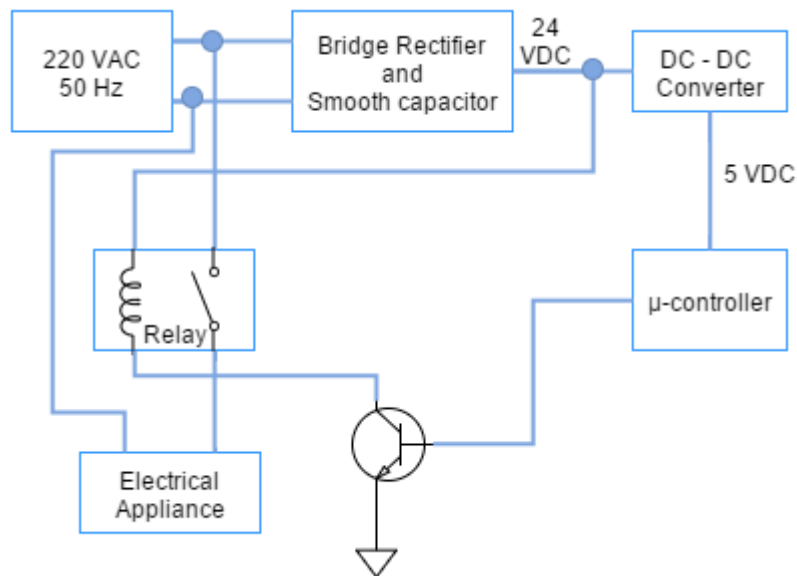 220 VAC
50 Hz
Bridge Rectifier
and
Smooth capacitor
24
VDC
DC - DC
Converter
5 VDC
µ-controller
Relay
Electrical
Appliance